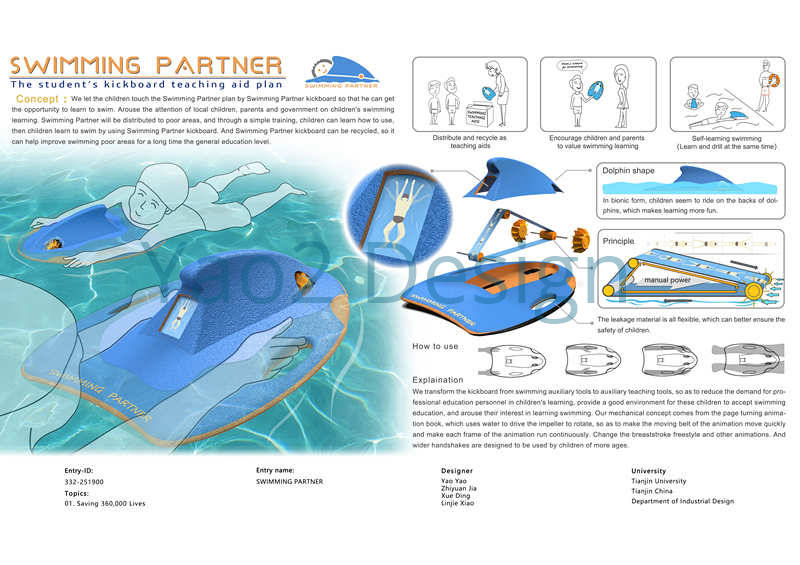 SWIMMING PARTNER
The student's kickboard teaching aid plan
SWIMMING PARTNER
Concept : We let the children touch the Swimming Partner plan by Swimming Partner kickboard so that he can get
the opportunity to learn to swim. Arouse the attention of local children, parents and government on children's swimming
learning. Swimming Partner will be distributed to poor areas, and through a simple training, children can learn how to use,
then children learn to swim by using Swimming Partner kickboard. And Swimming Partner kickboard can be recycled, so it
can help improve swimming poor areas for a long time the general education level.
SWIMMING TEACHING AIDS
Distribute and recycle as
teaching aids
Encourage children and parents
to value swimming learning
Self-learning swimming
(Learn and drill at the same time)
Dolphin shape
In bionic form, children seem to ride on the backs of dol-
phins, which makes learning more fun.
Principle
manual power
The leakage material is all flexible, which can better ensure the
safety of children.
SWIMMING PARTNER
SWIMMING PARTNER
Yao2 Design
How to use
Explaination
We transform the kickboard from swimming auxiliary tools to auxiliary teaching tools, so as to reduce the demand for pro-
fessional education personnel in children's learning, provide a good environment for these children to accept swimming
education, and arouse their interest in learning swimming. Our mechanical concept comes from the page turning anima-
tion book, which uses water to drive the impeller to rotate, so as to make the moving belt of the animation move quickly
and make each frame of the animation run continuously. Change the breaststroke freestyle and other animations. And
wider handshakes are designed to be used by children of more ages.
Entry-ID:
332-251900
Topics:
01. Saving 360,000 Lives
Entry name:
SWIMMING PARTNER
Designer
Yao Yao
Zhiyuan Jia
Xue Ding
Linjie Xiao
University
Tianjin University
Tianjin China
Department of Industrial Design